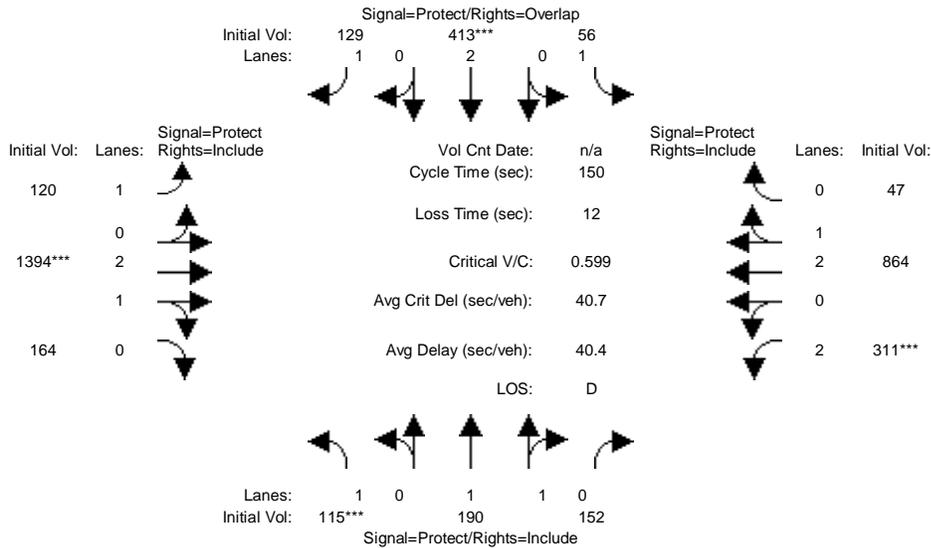 Signal=Protect/Rights=Overlap
Initial Vol: 129 413*** 56
Lanes: 1 0 2 0 1
Signal=Protect
Initial Vol: Lanes: Rights=Include
120 1
0
1394*** 2
1
164 0
Vol Cnt Date: n/a
Cycle Time (sec): 150
Loss Time (sec): 12
Critical V/C: 0.599
Avg Crit Del (sec/veh): 40.7
Avg Delay (sec/veh): 40.4
LOS: D
Signal=Protect
Rights=Include Lanes: Initial Vol:
0 47
1
2 864
0
2 311***
Lanes: 1 0 1 1 0
Initial Vol: 115*** 190 152
Signal=Protect/Rights=Include